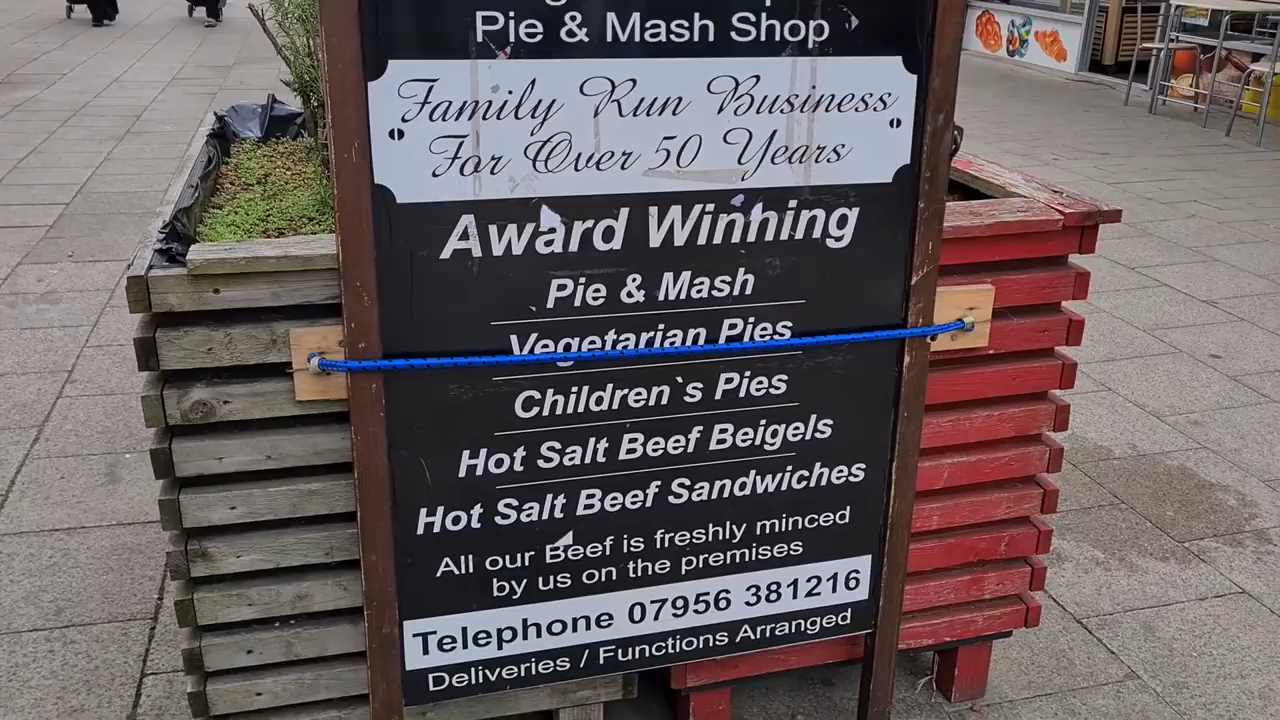 Pie & Mash Shop
Family Run Business
For Over 50 Years
Award Winning
Pie & Mash
Vegetarian Pies
Children`s Pies
Hot Salt Beef Beigels
Hot Salt Beef Sandwiches
All our Beef is freshly minced
by us on the premises
Telephone 07956 381216
Deliveries / Functions Arranged